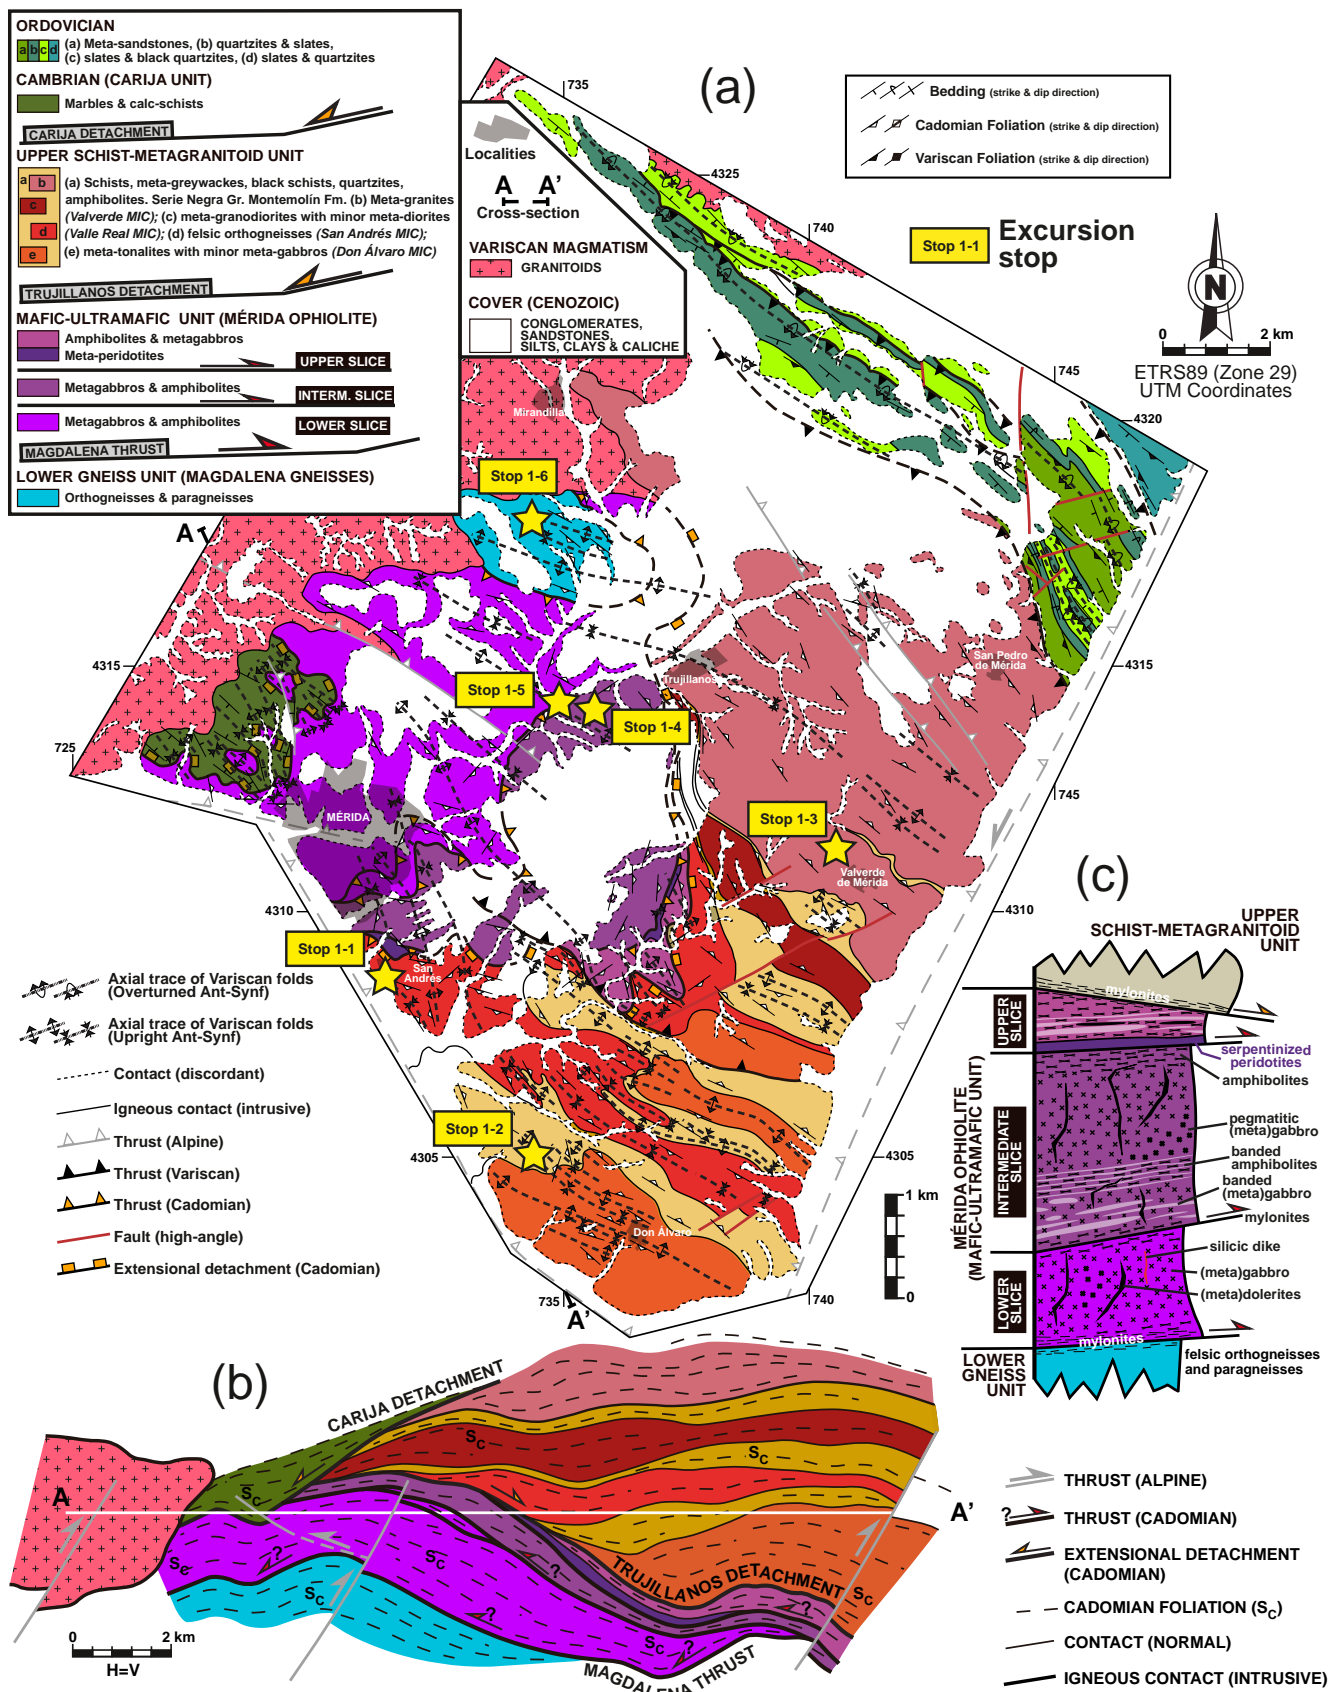 ORDOVICIAN
a b c d
(a) Meta-sandstones, (b) quartzites & slates,
(c) slates & black quartzites, (d) slates & quartzites
CAMBRIAN (CARIJA UNIT)
Marbles & calc-schists
CARIJA DETACHMENT
UPPER SCHIST-METAGRANITOID UNIT
a b
(a) Schists, meta-greywackes, black schists, quartzites,
amphibolites. Serie Negra Gr. Montemolín Fm. (b) Meta-granites
c
(Valverde MIC); (c) meta-granodiorites with minor meta-diorites
d
(Valle Real MIC); (d) felsic orthogneisses (San Andrés MIC);
e
(e) meta-tonalites with minor meta-gabbros (Don Álvaro MIC)
TRUJILLANOS DETACHMENT
MAFIC-ULTRAMAFIC UNIT (MÉRIDA OPHIOLITE)
Amphibolites & metagabbros
Meta-peridotites
UPPER SLICE
Metagabbros & amphibolites
INTERM. SLICE
Metagabbros & amphibolites
LOWER SLICE
MAGDALENA THRUST
LOWER GNEISS UNIT (MAGDALENA GNEISSES)
Orthogneisses & paragneisses
Localities
A A'
Cross-section
VARISCAN MAGMATISM
GRANITOIDS
COVER (CENOZOIC)
CONGLOMERATES,
SANDSTONES,
SILTS, CLAYS & CALICHE
(a)
Bedding (strike & dip direction)
Cadomian Foliation (strike & dip direction)
Variscan Foliation (strike & dip direction)
Stop 1-1
Excursion
stop
N
0 2 km
ETRS89 (Zone 29)
UTM Coordinates
735
4325
740
745
4320
Mirandilla
Stop 1-6
A
4315
Stop 1-5
Stop 1-4
Trujillanos
San Pedro
de Mérida
4315
725
745
MÉRIDA
Stop 1-3
Valverde
de Mérida
4310
4310
Stop 1-1
San
Andrés
Stop 1-2
4305
4305
Don Álvaro
735
A'
740
1 km
0
Axial trace of Variscan folds
(Overturned Ant-Synf)
Axial trace of Variscan folds
(Upright Ant-Synf)
Contact (discordant)
Igneous contact (intrusive)
Thrust (Alpine)
Thrust (Variscan)
Thrust (Cadomian)
Fault (high-angle)
Extensional detachment (Cadomian)
(c)
UPPER
SCHIST-METAGRANITOID
UNIT
mylonites
UPPER
SLICE
serpentinized
peridotites
amphibolites
MÉRIDA OPHIOLITE
(MAFIC-ULTRAMAFIC UNIT)
INTERMEDIATE
SLICE
pegmatitic
(meta)gabbro
banded
amphibolites
banded
(meta)gabbro
mylonites
silicic dike
(meta)gabbro
(meta)dolerites
LOWER
SLICE
mylonites
LOWER
GNEISS
UNIT
felsic orthogneisses
and paragneisses
(b)
CARIJA DETACHMENT
A
A'
Sc
Sc
Sc
Sc
Sc
Sc
Sc
Sc
?
?
?
?
?
TRUJILLANOS DETACHMENT
MAGDALENA THRUST
0 2 km
H=V
THRUST (ALPINE)
?
THRUST (CADOMIAN)
EXTENSIONAL DETACHMENT
(CADOMIAN)
CADOMIAN FOLIATION (Sc)
CONTACT (NORMAL)
IGNEOUS CONTACT (INTRUSIVE)